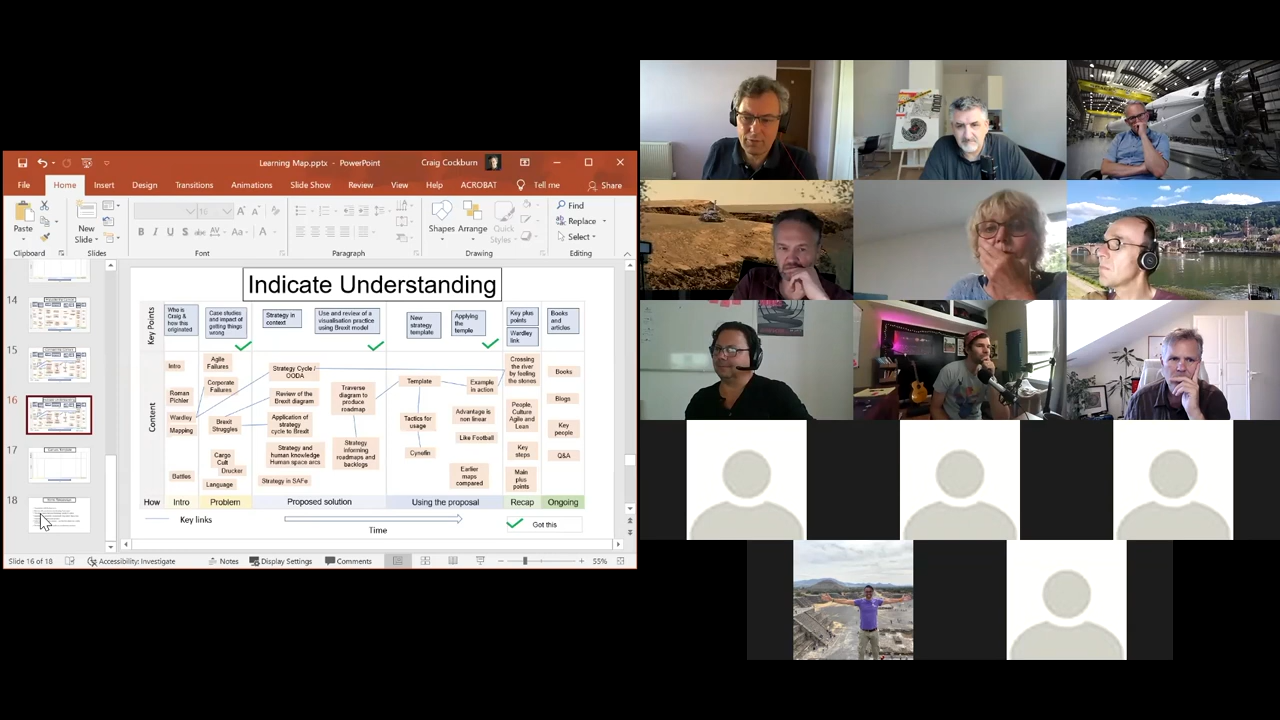 Learning Map.pptx - PowerPoint
Craig Cockburn
File Home Insert Design Transitions Animations Slide Show Review View Help ACROBAT Tell me Share
Paste
New
Slide
16
B I U S abc AV Aa A
Shapes Arrange Quick
Styles
Find
Replace
Select
Clipboard Slides Font Paragraph Drawing Editing
14
15
16
17
18
Indicate Understanding
Key Points
Who is
Craig &
how this
originated
Case studies
and impact of
getting things
wrong
Strategy in
context
Use and review of a
visualisation practice
using Brexit model
New
strategy
template
Applying
the
temple
Key plus
points
Wardley
link
Books
and
articles
Content
Intro
Roman
Pichler
Wardley
Mapping
Battles
Agile
Failures
Corporate
Failures
Brexit
Struggles
Cargo
Cult
Drucker
Language
Strategy Cycle /
OODA
Review of the
Brexit diagram
Application of
strategy
cycle to Brexit
Strategy and
human knowledge
Human space arcs
Strategy in SAFe
Traverse
diagram to
produce
roadmap
Strategy
informing
roadmaps and
backlogs
Template
Tactics for
usage
Cynefin
Example
in action
Advantage is
non linear
Like Football
Earlier
maps
compared
Crossing
the river
by feeling
the stones
People,
Culture
Agile and
Lean
Key
steps
Main
plus
points
Books
Blogs
Key
people
Q&A
How Intro Problem Proposed solution Using the proposal Recap Ongoing
Key links
Time
Got this
Slide 16 of 18 Accessibility: Investigate Notes Display Settings Comments 55%